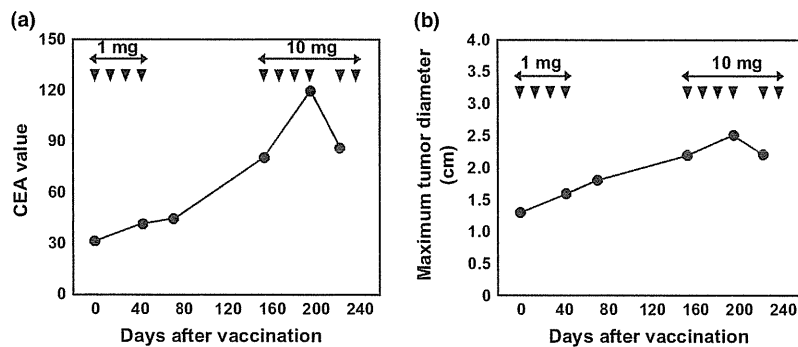 (a)
150
120
90
60
30
0
CEA value
1 mg
10 mg
0 40 80 120 160 200 240
Days after vaccination
(b)
4.0
3.5
3.0
2.5
2.0
1.5
1.0
0.5
0
Maximum tumor diameter
(cm)
1 mg
10 mg
0 40 80 120 160 200 240
Days after vaccination